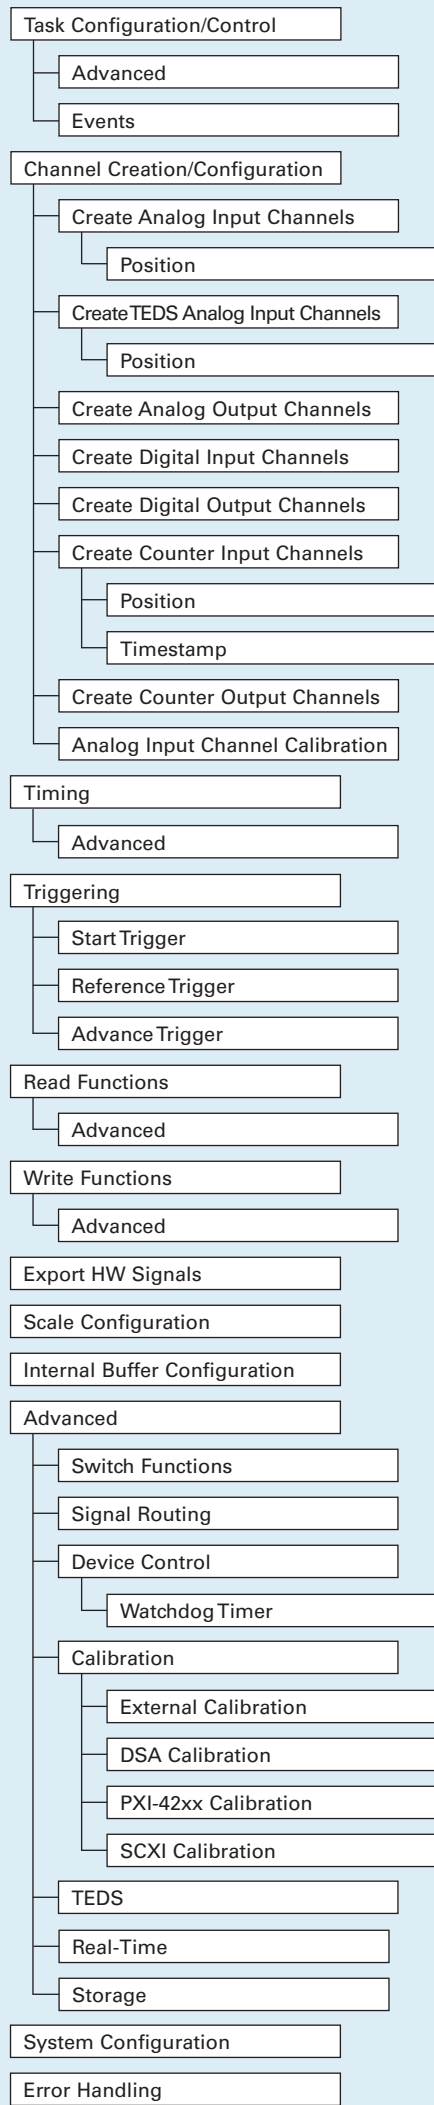 Task Configuration/Control
Advanced
Events
Channel Creation/Configuration
Create Analog Input Channels
Position
Create TEDS Analog Input Channels
Position
Create Analog Output Channels
Create Digital Input Channels
Create Digital Output Channels
Create Counter Input Channels
Position
Timestamp
Create Counter Output Channels
Analog Input Channel Calibration
Timing
Advanced
Triggering
Start Trigger
Reference Trigger
Advance Trigger
Read Functions
Advanced
Write Functions
Advanced
Export HW Signals
Scale Configuration
Internal Buffer Configuration
Advanced
Switch Functions
Signal Routing
Device Control
Watchdog Timer
Calibration
External Calibration
DSA Calibration
PXI-42xx Calibration
SCXI Calibration
TEDS
Real-Time
Storage
System Configuration
Error Handling